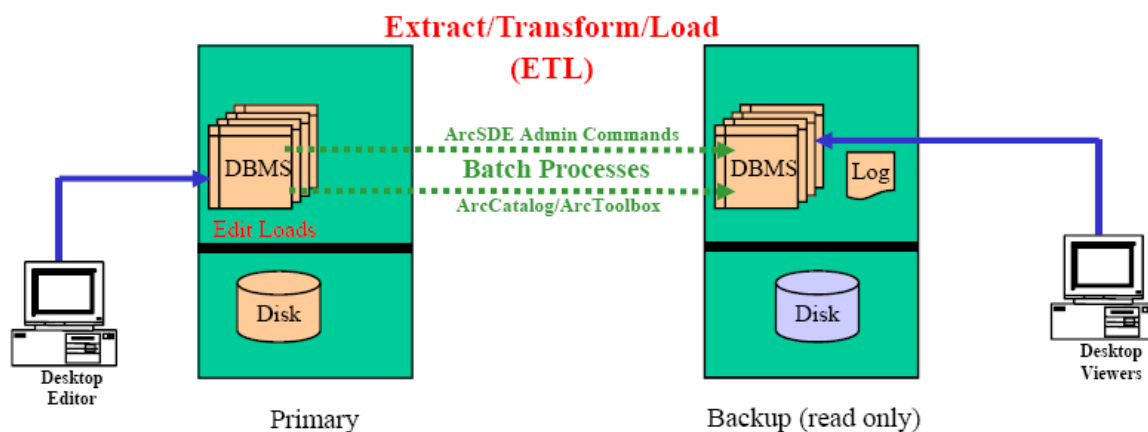 Extract/Transform/Load
(ETL)
ArcSDE Admin Commands
DBMS
Batch Processes
DBMS
Log
ArcCatalog/ArcToolbox
Edit Loads
Disk
Disk
Desktop
Editor
Desktop
Viewers
Primary
Backup (read only)